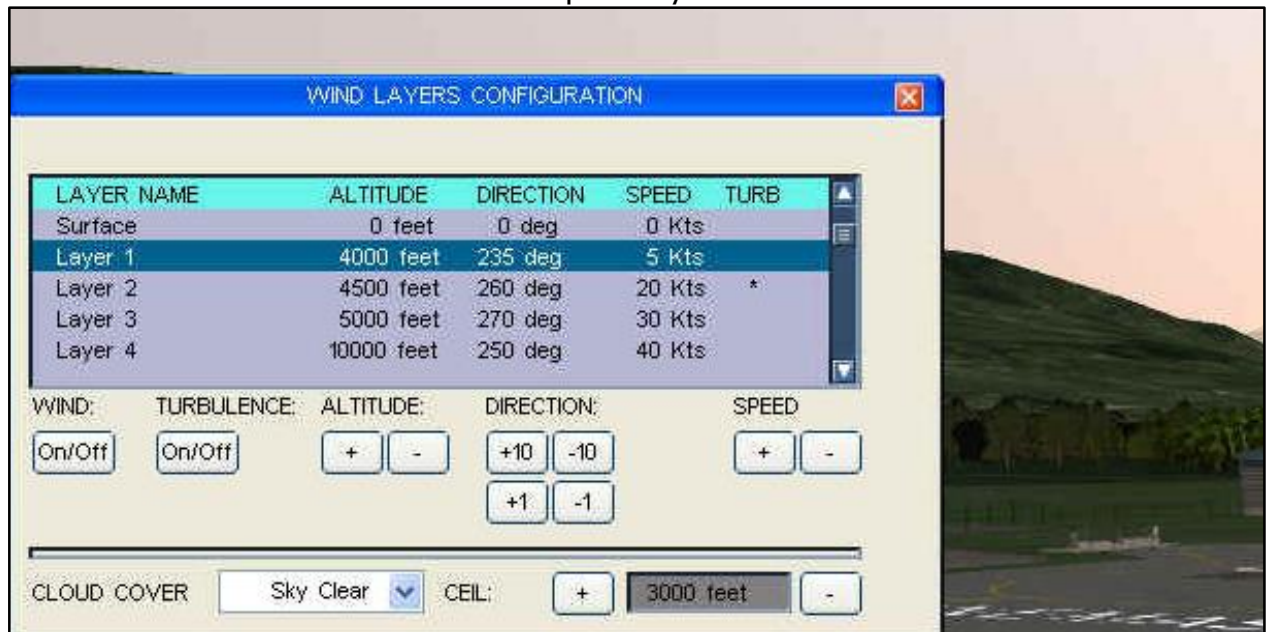 WIND LAYERS CONFIGURATION
LAYER NAME ALTITUDE DIRECTION SPEED TURB
Surface 0 feet 0 deg 0 Kts
Layer 1 4000 feet 235 deg 5 Kts
Layer 2 4500 feet 260 deg 20 Kts *
Layer 3 5000 feet 270 deg 30 Kts
Layer 4 10000 feet 250 deg 40 Kts
WIND: TURBULENCE: ALTITUDE: DIRECTION: SPEED
On/Off On/Off + - +10 -10 + -
+1 -1
CLOUD COVER Sky Clear CEIL: + 3000 feet -